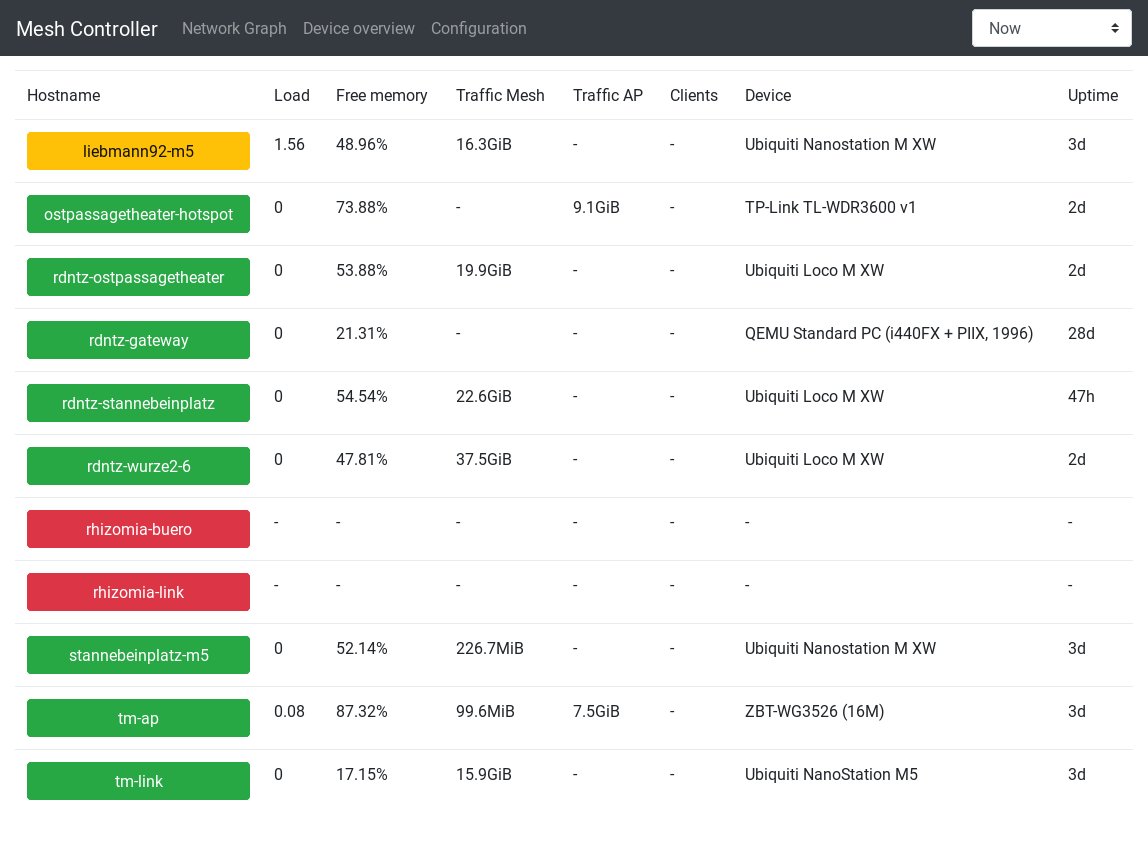 Mesh Controller Network Graph Device overview Configuration Now
Hostname Load Free memory Traffic Mesh Traffic AP Clients Device Uptime
liebmann92-m5 1.56 48.96% 16.3GiB - - Ubiquiti Nanostation M XW 3d
ostpassagetheater-hotspot 0 73.88% - 9.1GiB - TP-Link TL-WDR3600 v1 2d
rdntz-ostpassagetheater 0 53.88% 19.9GiB - - Ubiquiti Loco M XW 2d
rdntz-gateway 0 21.31% - - - QEMU Standard PC (i440FX + PIIX, 1996) 28d
rdntz-stannebeinplatz 0 54.54% 22.6GiB - - Ubiquiti Loco M XW 47h
rdntz-wurze2-6 0 47.81% 37.5GiB - - Ubiquiti Loco M XW 2d
rhizomia-buero - - - - - - -
rhizomia-link - - - - - - -
stannebeinplatz-m5 0 52.14% 226.7MiB - - Ubiquiti Nanostation M XW 3d
tm-ap 0.08 87.32% 99.6MiB 7.5GiB - ZBT-WG3526 (16M) 3d
tm-link 0 17.15% 15.9GiB - - Ubiquiti NanoStation M5 3d